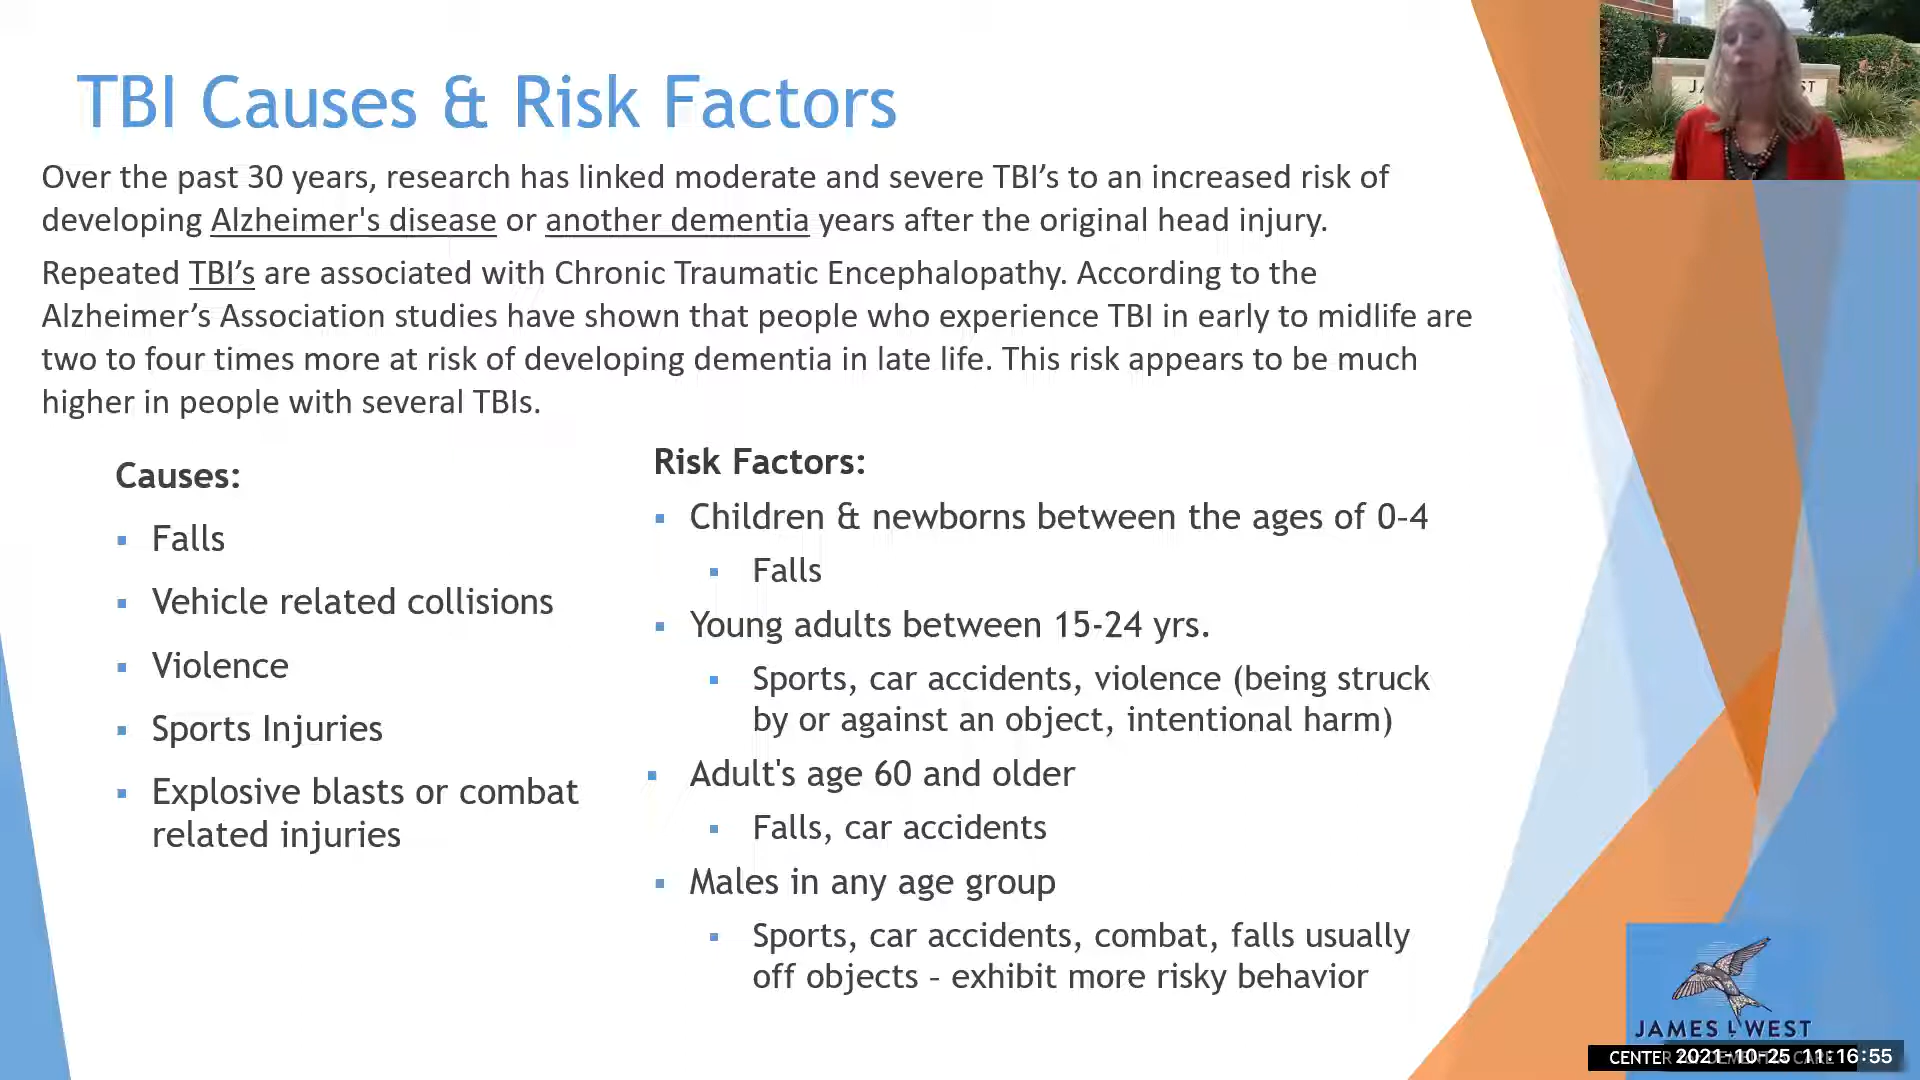 TBI Causes & Risk Factors
Over the past 30 years, research has linked moderate and severe TBI’s to an increased risk of
developing Alzheimer's disease or another dementia years after the original head injury.
Repeated TBI’s are associated with Chronic Traumatic Encephalopathy. According to the
Alzheimer’s Association studies have shown that people who experience TBI in early to midlife are
two to four times more at risk of developing dementia in late life. This risk appears to be much
higher in people with several TBIs.
Causes:
Falls
Vehicle related collisions
Violence
Sports Injuries
Explosive blasts or combat
related injuries
Risk Factors:
Children & newborns between the ages of 0-4
Falls
Young adults between 15-24 yrs.
Sports, car accidents, violence (being struck
by or against an object, intentional harm)
Adult's age 60 and older
Falls, car accidents
Males in any age group
Sports, car accidents, combat, falls usually
off objects – exhibit more risky behavior
JAMES L WEST
CENTER
2021-10-25 11:16:55